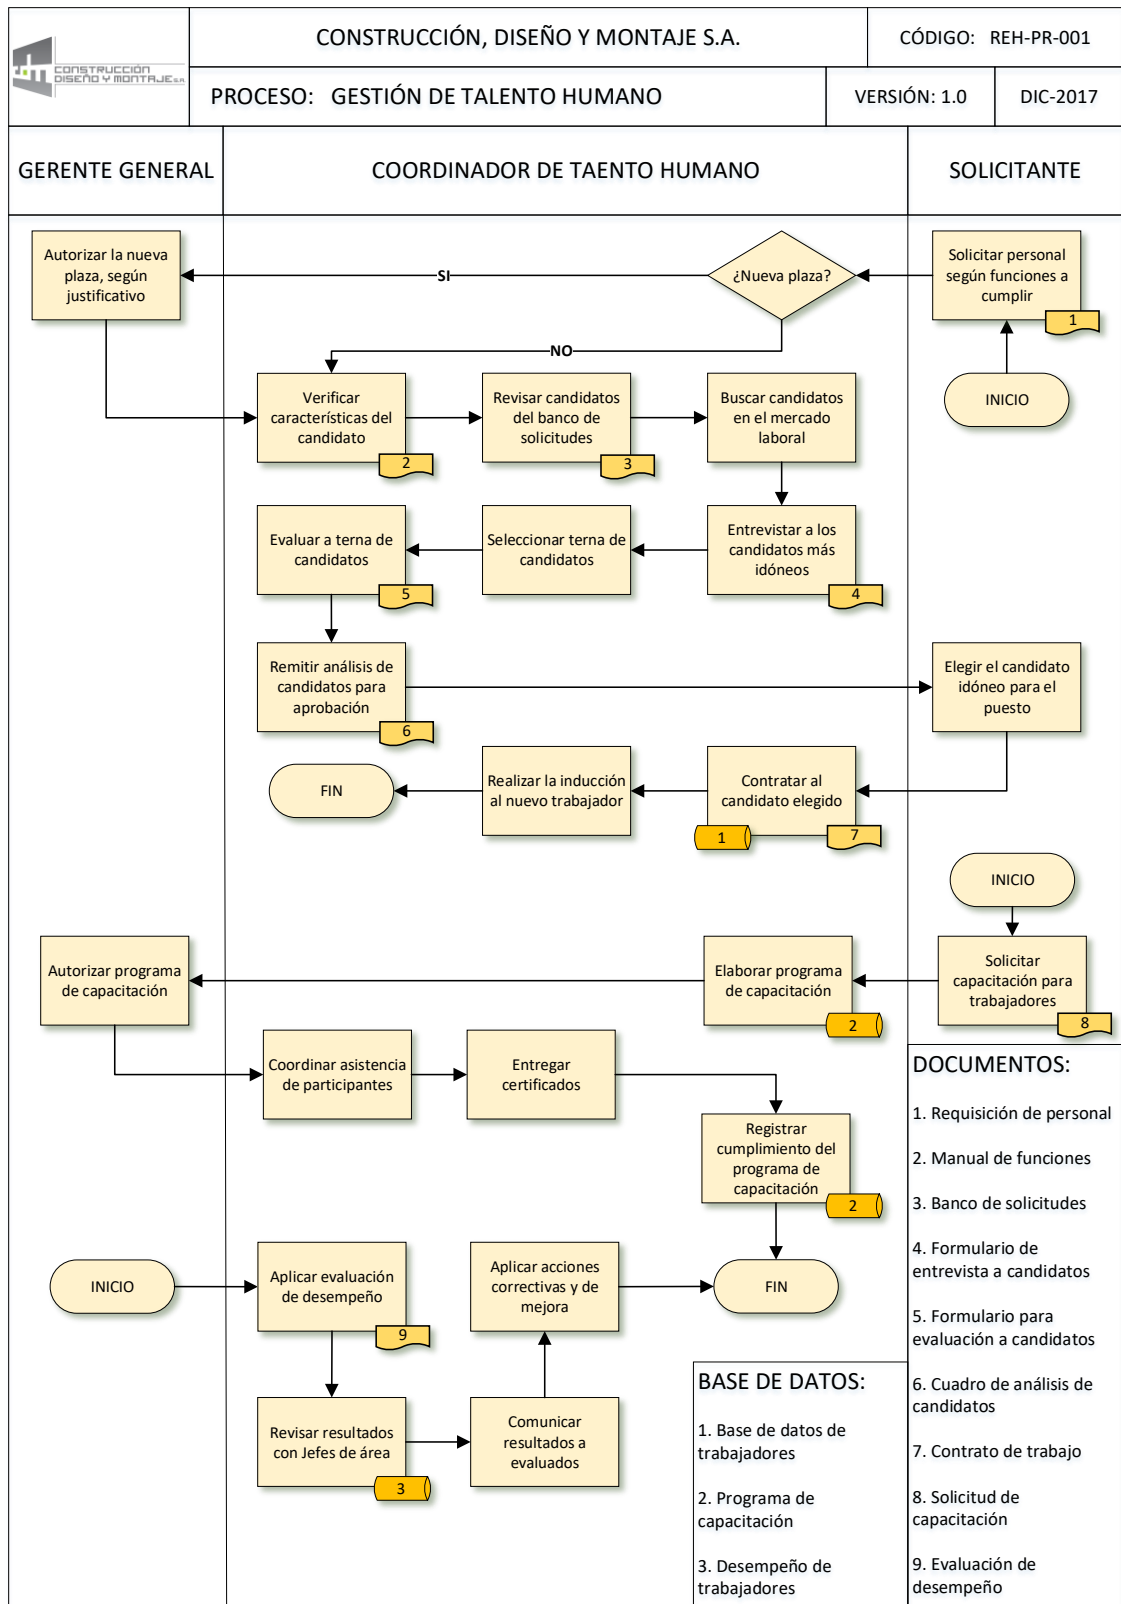 CONSTRUCCIÓN
DISEÑO Y MONTAJE S.A.
CONSTRUCCIÓN, DISEÑO Y MONTAJE S.A.
CÓDIGO: REH-PR-001
PROCESO: GESTIÓN DE TALENTO HUMANO
VERSIÓN: 1.0
DIC-2017
GERENTE GENERAL
COORDINADOR DE TAENTO HUMANO
SOLICITANTE
Autorizar la nueva
plaza, según
justificativo
SI
¿Nueva plaza?
Solicitar personal
según funciones a
cumplir
1
NO
INICIO
Verificar
características del
candidato
2
Revisar candidatos
del banco de
solicitudes
3
Buscar candidatos
en el mercado
laboral
Evaluar a terna de
candidatos
5
Seleccionar terna de
candidatos
Entrevistar a los
candidatos más
idóneos
4
Remitir análisis de
candidatos para
aprobación
6
Elegir el candidato
idóneo para el
puesto
FIN
Realizar la inducción
al nuevo trabajador
Contratar al
candidato elegido
1
7
INICIO
Autorizar programa
de capacitación
Elaborar programa
de capacitación
2
Solicitar
capacitación para
trabajadores
8
Coordinar asistencia
de participantes
Entregar
certificados
Registrar
cumplimiento del
programa de
capacitación
2
INICIO
Aplicar evaluación
de desempeño
9
Aplicar acciones
correctivas y de
mejora
FIN
Revisar resultados
con Jefes de área
3
Comunicar
resultados a
evaluados
BASE DE DATOS:
1. Base de datos de
trabajadores
2. Programa de
capacitación
3. Desempeño de
trabajadores
DOCUMENTOS:
1. Requisición de personal
2. Manual de funciones
3. Banco de solicitudes
4. Formulario de
entrevista a candidatos
5. Formulario para
evaluación a candidatos
6. Cuadro de análisis de
candidatos
7. Contrato de trabajo
8. Solicitud de
capacitación
9. Evaluación de
desempeño